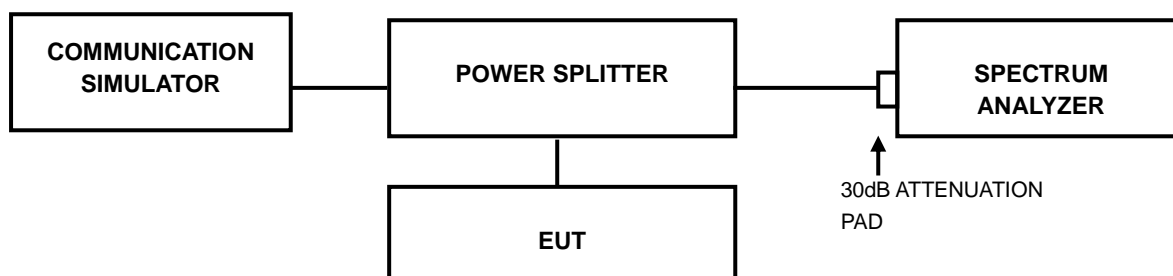 COMMUNICATION
SIMULATOR
POWER SPLITTER
SPECTRUM
ANALYZER
30dB ATTENUATION
PAD
EUT